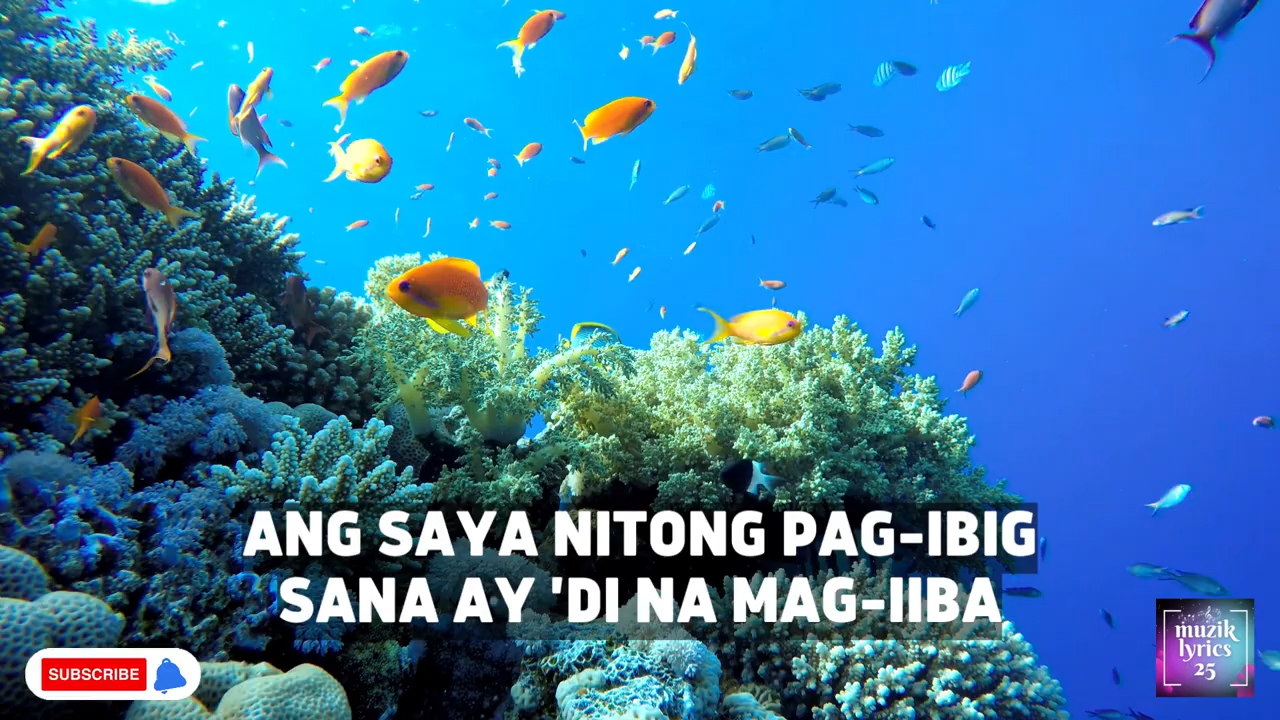 ANG SAYA NITONG PAG-IBIG
SANA AY 'DI NA MAG-IIBA
SUBSCRIBE
muzik
lyrics
25